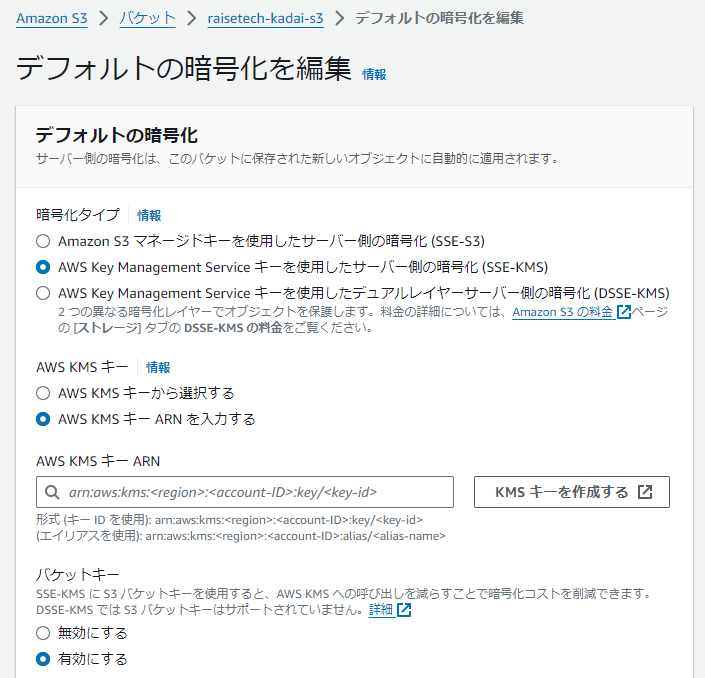 Amazon S3 > バケット > raisetech-kadai-s3 > デフォルトの暗号化を編集
デフォルトの暗号化を編集 情報
デフォルトの暗号化
サーバー側の暗号化は、このバケットに保存された新しいオブジェクトに自動的に適用されます。
暗号化タイプ 情報
Amazon S3 マネージドキーを使用したサーバー側の暗号化 (SSE-S3)
AWS Key Management Service キーを使用したサーバー側の暗号化 (SSE-KMS)
AWS Key Management Service キーを使用したデュアルレイヤーサーバー側の暗号化 (DSSE-KMS)
2 つの異なる暗号化レイヤーでオブジェクトを保護します。料金の詳細については、Amazon S3 の料金 ページ
の [ストレージ] タブの DSSE-KMS の料金をご覧ください。
AWS KMS キー 情報
AWS KMS キーから選択する
AWS KMS キー ARN を入力する
AWS KMS キー ARN
arn:aws:kms:<region>:<account-ID>:key/<key-id>
KMS キーを作成する
形式 (キー ID を使用): arn:aws:kms:<region>:<account-ID>:key/<key-id>
(エイリアスを使用): arn:aws:kms:<region>:<account-ID>:alias/<alias-name>
バケットキー
SSE-KMS に S3 バケットキーを使用すると、AWS KMS への呼び出しを減らすことで暗号化コストを削減できます。
DSSE-KMS では S3 バケットキーはサポートされていません。詳細
無効にする
有効にする